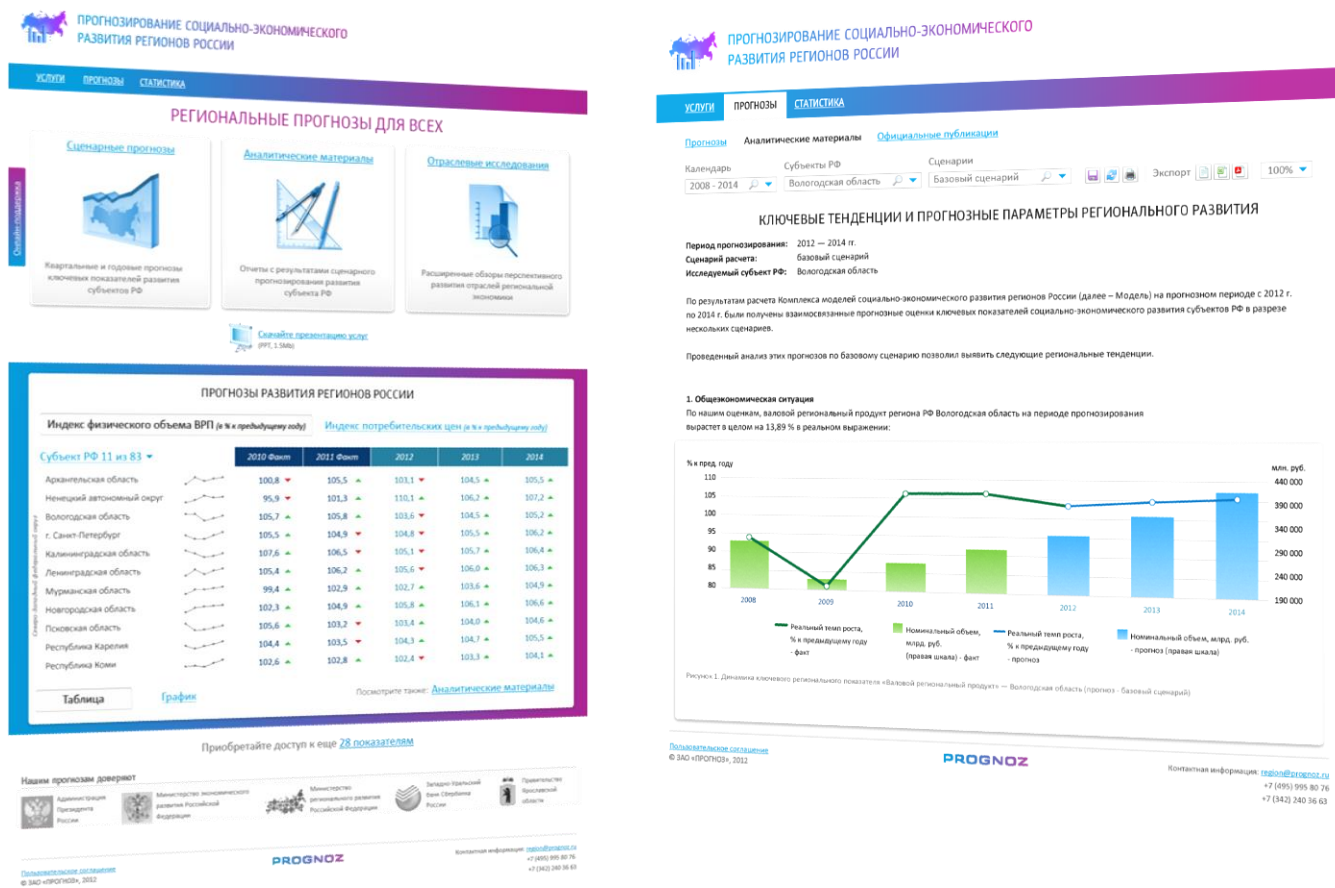 ПРОГНОЗИРОВАНИЕ СОЦИАЛЬНО-ЭКОНОМИЧЕСКОГО
РАЗВИТИЯ РЕГИОНОВ РОССИИ
УСЛУГИ ПРОГНОЗЫ СТАТИСТИКА
РЕГИОНАЛЬНЫЕ ПРОГНОЗЫ ДЛЯ ВСЕХ
Онлайн-поддержка
Сценарные прогнозы
Квартальные и годовые прогнозы
ключевых показателей развития
субъектов РФ
Аналитические материалы
Отчеты с результатами сценарного
прогнозирования развития
субъекта РФ
Отраслевые исследования
Расширенные обзоры перспективного
развития отраслей региональной
экономики
Скачайте презентацию услуг
(PPT, 1.5Mb)
ПРОГНОЗЫ РАЗВИТИЯ РЕГИОНОВ РОССИИ
Индекс физического объема ВРП (в % к предыдущему году) Индекс потребительских цен (в % к предыдущему году)
Субъект РФ 11 из 83 2010 Факт 2011 Факт 2012 2013 2014
Северо-Западный федеральный округ
Архангельская область 100,8 105,5 103,1 104,5 105,5
Ненецкий автономный округ 95,9 101,3 110,1 106,2 107,2
Вологодская область 105,7 105,8 103,6 104,5 105,2
г. Санкт-Петербург 105,5 104,9 104,8 105,5 106,2
Калининградская область 107,6 106,5 105,1 105,7 106,4
Ленинградская область 105,4 106,2 105,6 106,0 106,3
Мурманская область 99,4 102,9 102,7 103,6 104,9
Новгородская область 102,3 104,9 105,8 106,1 106,6
Псковская область 105,6 103,2 103,4 104,0 104,6
Республика Карелия 104,4 103,5 104,3 104,7 105,5
Республика Коми 102,6 102,8 102,4 103,3 104,1
Таблица График Посмотрите также: Аналитические материалы
Приобретайте доступ к еще 28 показателям
Нашим прогнозам доверяют
Администрация
Президента
России
Министерство экономического
развития Российской
Федерации
Министерство
регионального развития
Российской Федерации
Западно-Уральский
банк Сбербанка
России
Правительство
Ярославской
области
Пользовательское соглашение
© ЗАО «ПРОГНОЗ», 2012
PROGNOZ
Контактная информация: region@prognoz.ru
+7 (495) 995 80 76
+7 (342) 240 36 63
ПРОГНОЗИРОВАНИЕ СОЦИАЛЬНО-ЭКОНОМИЧЕСКОГО
РАЗВИТИЯ РЕГИОНОВ РОССИИ
УСЛУГИ ПРОГНОЗЫ СТАТИСТИКА
Прогнозы Аналитические материалы Официальные публикации
Календарь Субъекты РФ Сценарии
2008 - 2014 Вологодская область Базовый сценарий Экспорт 100%
КЛЮЧЕВЫЕ ТЕНДЕНЦИИ И ПРОГНОЗНЫЕ ПАРАМЕТРЫ РЕГИОНАЛЬНОГО РАЗВИТИЯ
Период прогнозирования: 2012 — 2014 гг.
Сценарий расчета: базовый сценарий
Исследуемый субъект РФ: Вологодская область
По результатам расчета Комплекса моделей социально-экономического развития регионов России (далее – Модель) на прогнозном периоде с 2012 г.
по 2014 г. были получены взаимосвязанные прогнозные оценки ключевых показателей социально-экономического развития субъектов РФ в разрезе
нескольких сценариев.
Проведенный анализ этих прогнозов по базовому сценарию позволил выявить следующие региональные тенденции.
1. Общеэкономическая ситуация
По нашим оценкам, валовой региональный продукт региона РФ Вологодская область на периоде прогнозирования
вырастет в целом на 13,89 % в реальном выражении:
% к пред. году млн. руб.
110 440 000
105 390 000
100 340 000
95
90 290 000
85 240 000
80 190 000
2008 2009 2010 2011 2012 2013 2014
Реальный темп роста,
% к предыдущему году
- факт
Номинальный объем,
млрд. руб.
(правая шкала) - факт
Реальный темп роста,
% к предыдущему году
- прогноз
Номинальный объем, млрд. руб.
- прогноз (правая шкала)
Рисунок 1. Динамика ключевого регионального показателя «Валовой региональный продукт» — Вологодская область (прогноз - базовый сценарий)
Пользовательское соглашение
© ЗАО «ПРОГНОЗ», 2012
PROGNOZ
Контактная информация: region@prognoz.ru
+7 (495) 995 80 76
+7 (342) 240 36 63